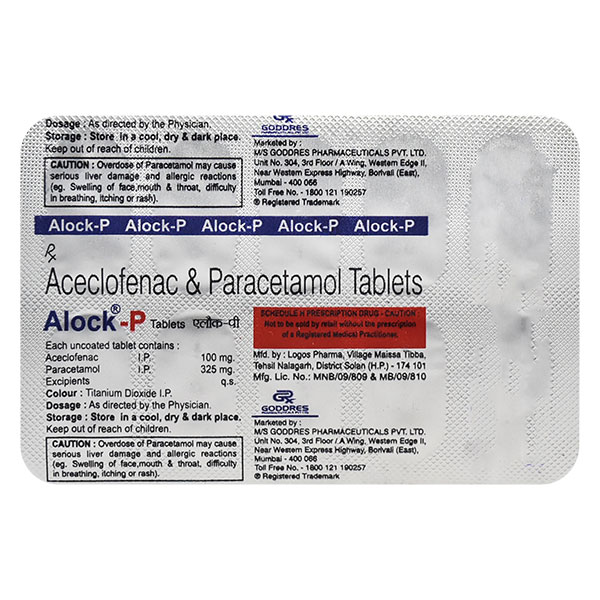 Dosage : As directed by the Physician.
Storage : Store in a cool, dry & dark place.
Keep out of reach of children.
CAUTION : Overdose of Paracetamol may cause
serious liver damage and allergic reactions
(eg. Swelling of face,mouth & throat, difficulty
in breathing, itching or rash).
GODDRES
Marketed by :
M/S GODDRES PHARMACEUTICALS PVT. LTD.
Unit No. 304, 3rd Floor / A Wing, Western Edge II,
Near Western Express Highway, Borivali (East),
Mumbai - 400 066
Toll Free No. - 1800 121 190257
® Registered Trademark
Alock-P Alock-P Alock-P Alock-P Alock-P
Rx
Aceclofenac & Paracetamol Tablets
Alock®-P Tablets एलौक-पी
Each uncoated tablet contains :
Aceclofenac I.P. 100 mg.
Paracetamol I.P. 325 mg.
Excipients q.s.
Colour : Titanium Dioxide I.P.
Dosage : As directed by the Physician.
Storage : Store in a cool, dry & dark place.
Keep out of reach of children.
CAUTION : Overdose of Paracetamol may cause
serious liver damage and allergic reactions
(eg. Swelling of face,mouth & throat, difficulty
in breathing, itching or rash).
SCHEDULE H PRESCRIPTION DRUG - CAUTION :
Not to be sold by retail without the prescription
of a Registered Medical Practitioner.
Mfd. by : Logos Pharma, Village Maissa Tibba,
Tehsil Nalagarh, District Solan (H.P.) - 174 101
Mfg. Lic. No.: MNB/09/809 & MB/09/810
GODDRES
Marketed by :
M/S GODDRES PHARMACEUTICALS PVT. LTD.
Unit No. 304, 3rd Floor / A Wing, Western Edge II,
Near Western Express Highway, Borivali (East),
Mumbai - 400 066
Toll Free No. - 1800 121 190257
® Registered Trademark